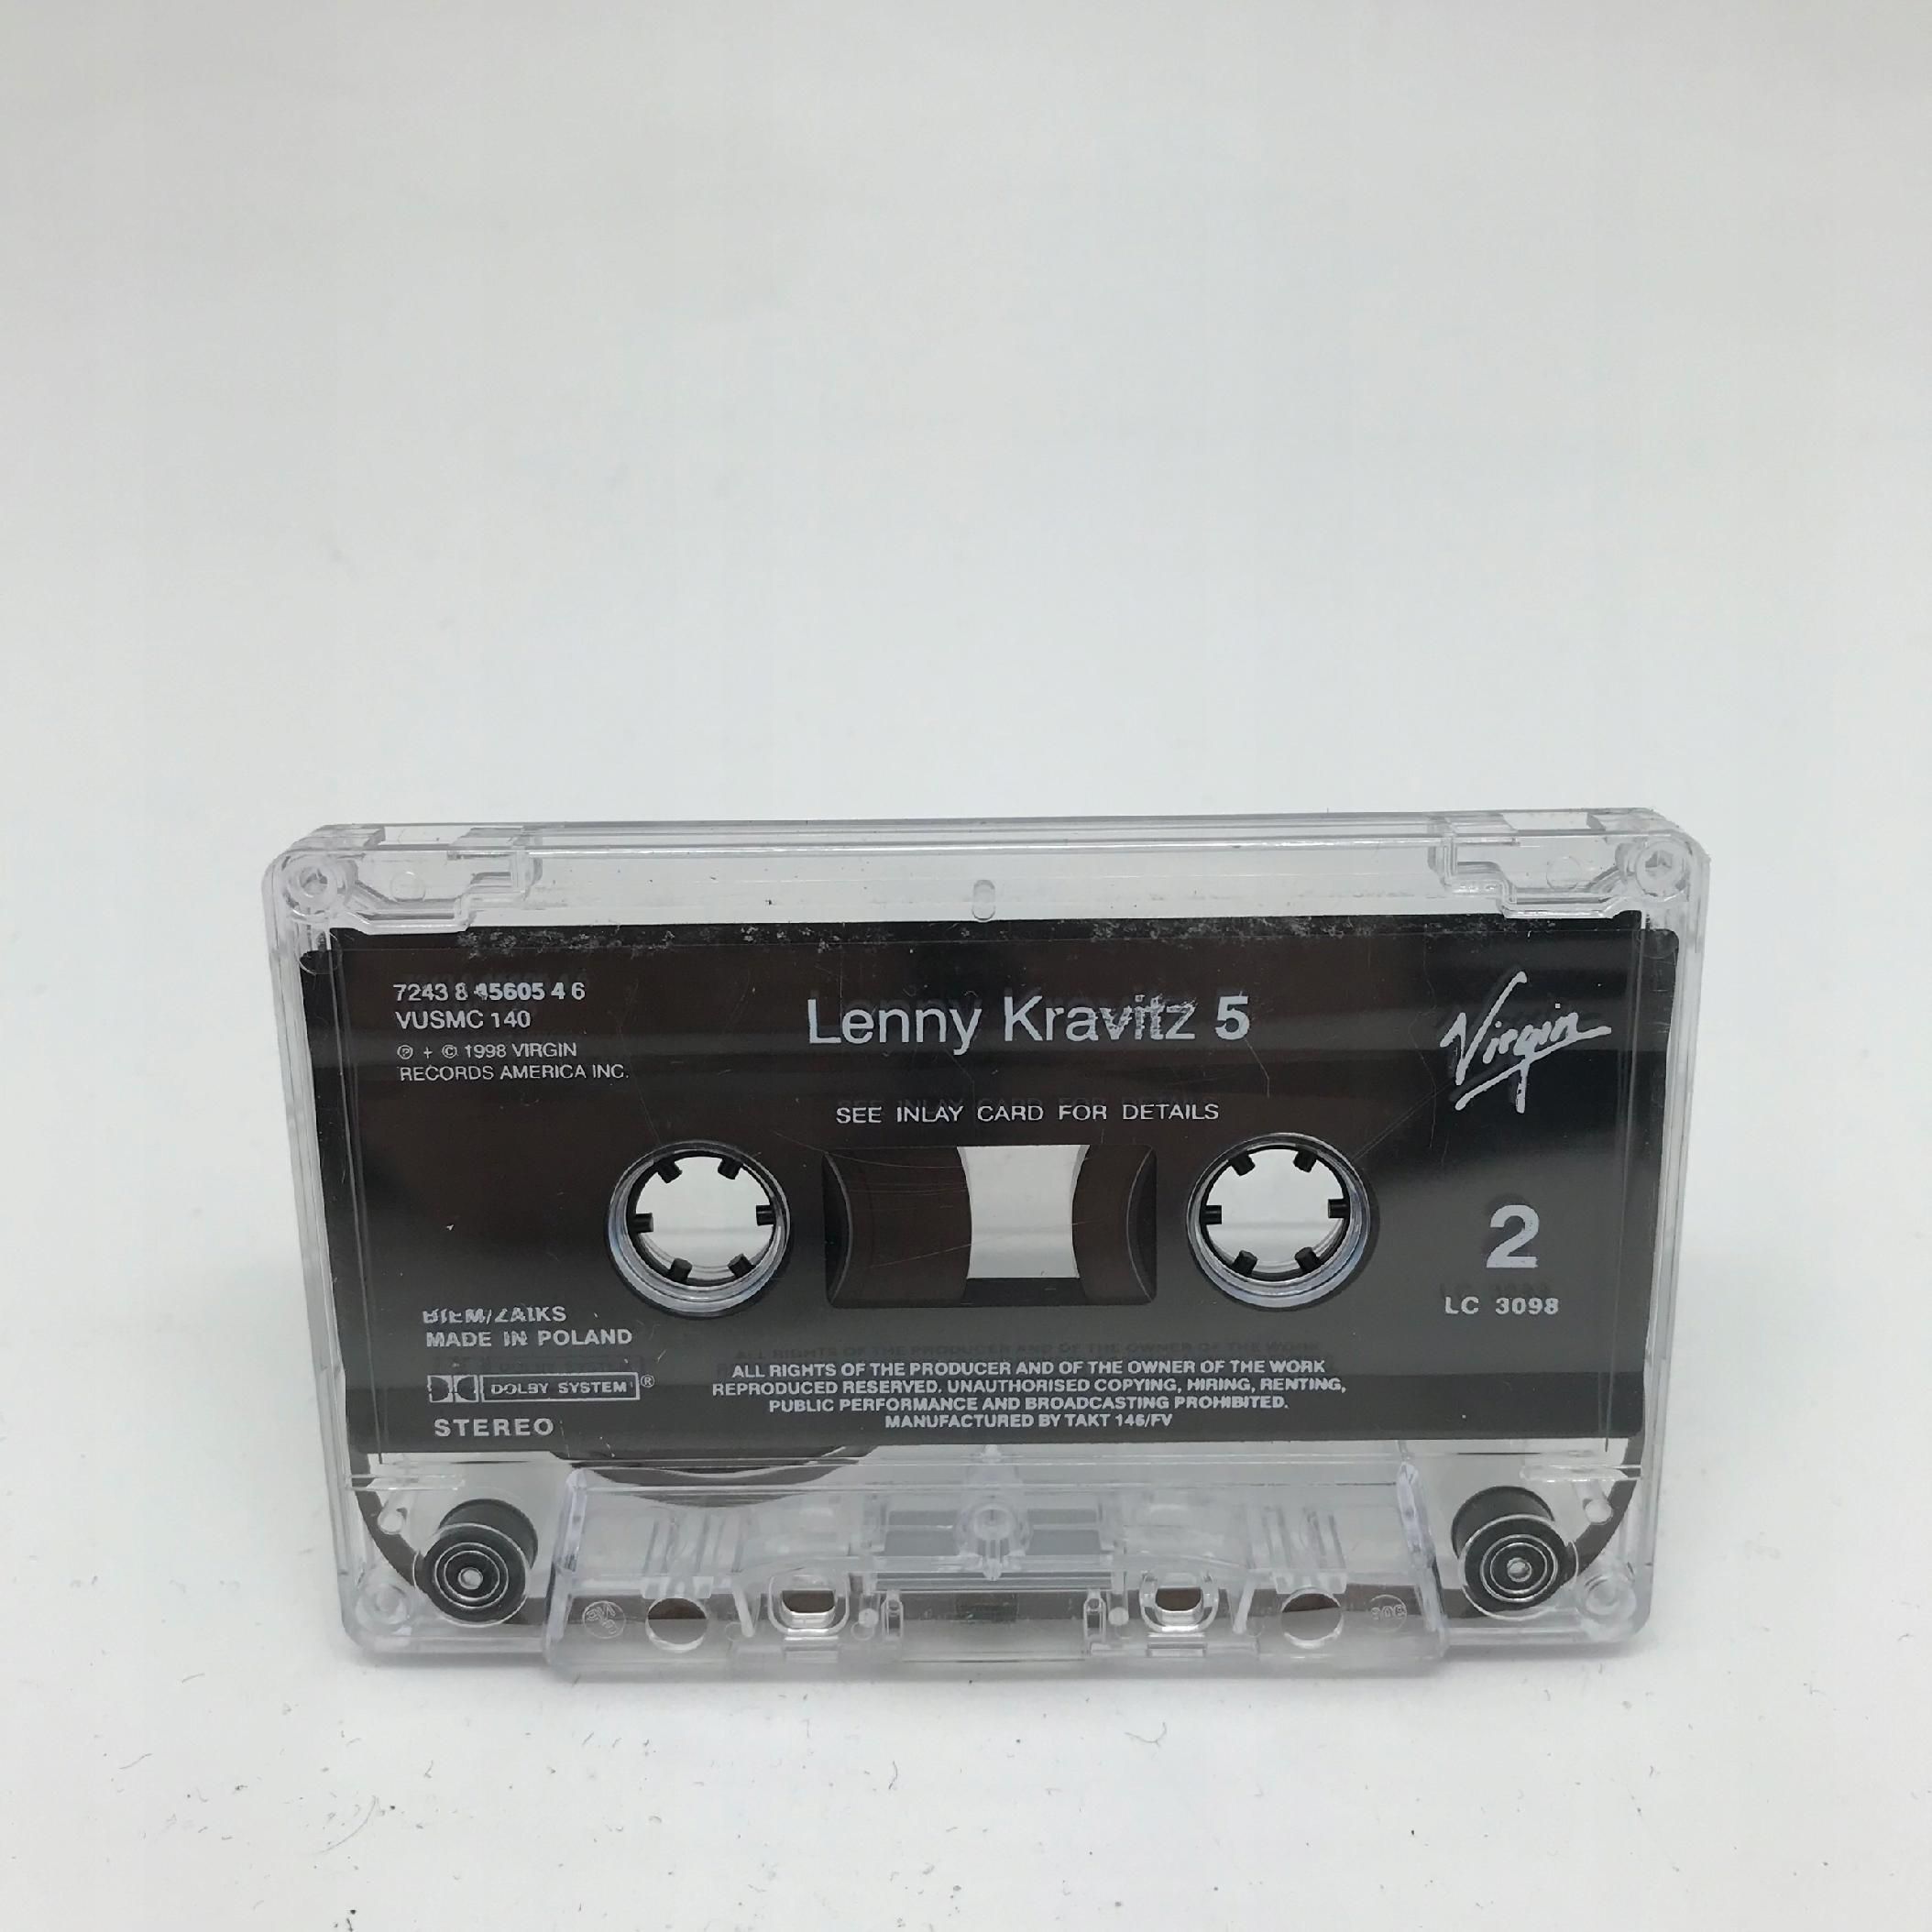 7243 8 45605 4 6
VUSMC 140
℗ + © 1998 VIRGIN
RECORDS AMERICA INC.
Lenny Kravitz 5
SEE INLAY CARD FOR DETAILS
Virgin
2
LC 3098
BIEM/ZAIKS
MADE IN POLAND
DOLBY SYSTEM®
STEREO
ALL RIGHTS OF THE PRODUCER AND OF THE OWNER OF THE WORK
REPRODUCED RESERVED. UNAUTHORISED COPYING, HIRING, RENTING,
PUBLIC PERFORMANCE AND BROADCASTING PROHIBITED.
MANUFACTURED BY TAKT 146/FV